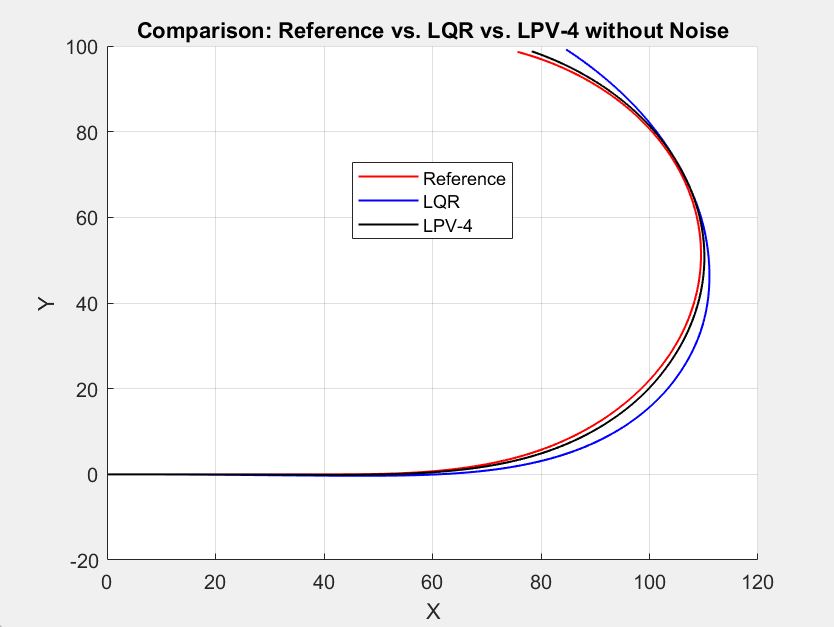 Comparison: Reference vs. LQR vs. LPV-4 without Noise
100
80
60
40
20
0
-20
Y
Reference
LQR
LPV-4
0 20 40 60 80 100 120
X